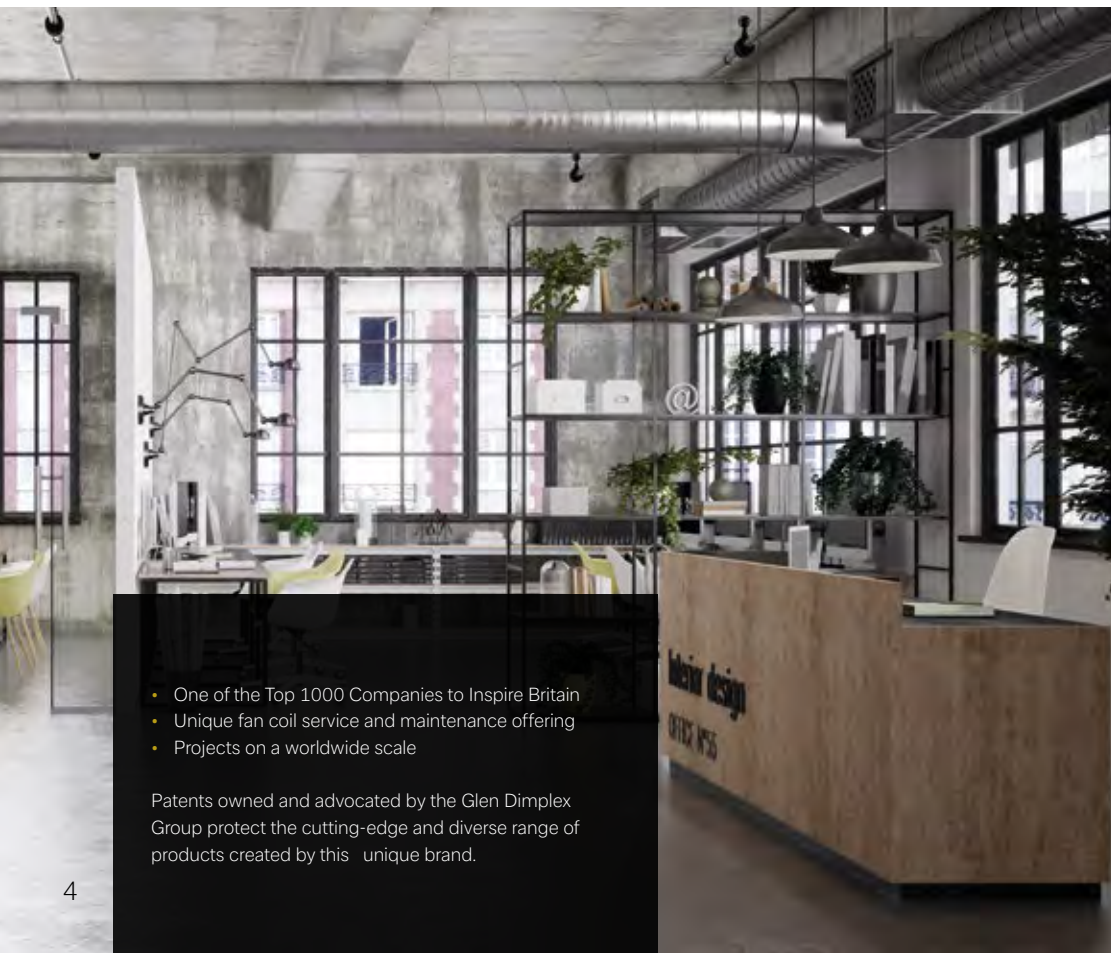 @
Interior design
OFFICE №55
• One of the Top 1000 Companies to Inspire Britain
• Unique fan coil service and maintenance offering
• Projects on a worldwide scale
Patents owned and advocated by the Glen Dimplex
Group protect the cutting-edge and diverse range of
products created by this unique brand.
4